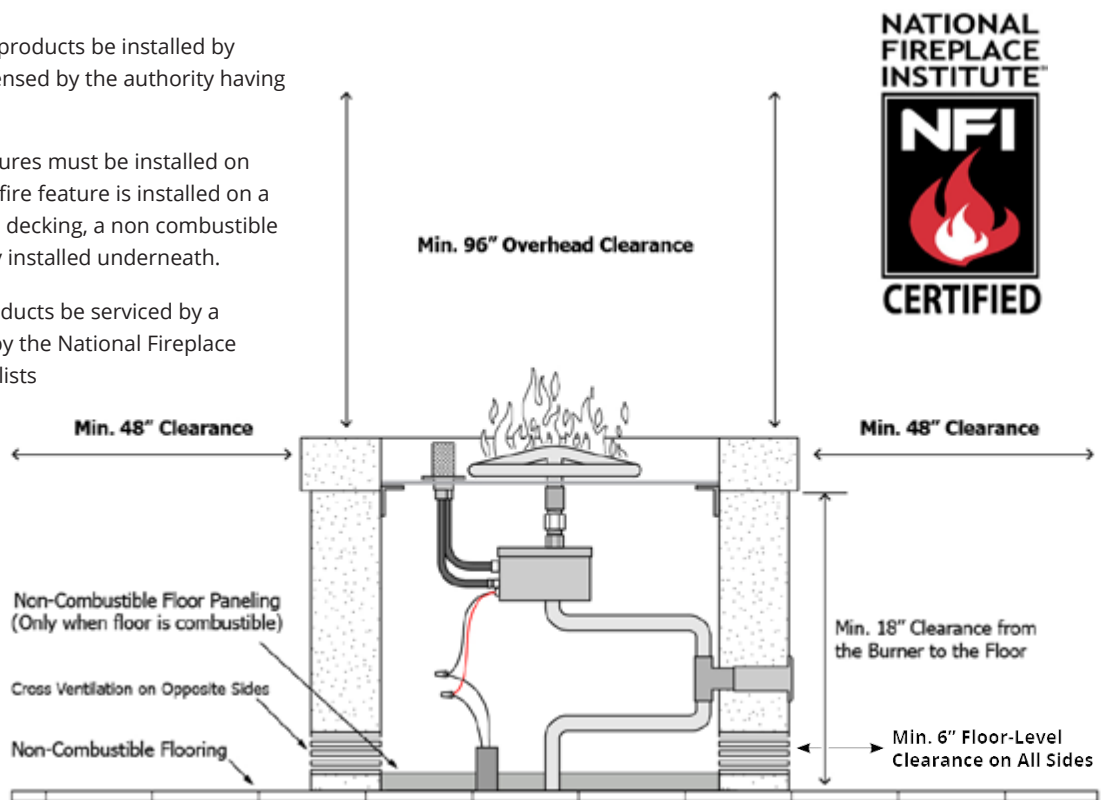 products be installed by
ensed by the authority having
ures must be installed on
fire feature is installed on a
decking, a non combustible
installed underneath.
ducts be serviced by a
by the National Fireplace
lists
NATIONAL
FIREPLACE
INSTITUTE
NFI
CERTIFIED
Min. 96" Overhead Clearance
Min. 48" Clearance
Min. 48" Clearance
Non-Combustible Floor Paneling
(Only when floor is combustible)
Cross Ventilation on Opposite Sides
Non-Combustible Flooring
Min. 18" Clearance from
the Burner to the Floor
Min. 6" Floor-Level
Clearance on All Sides